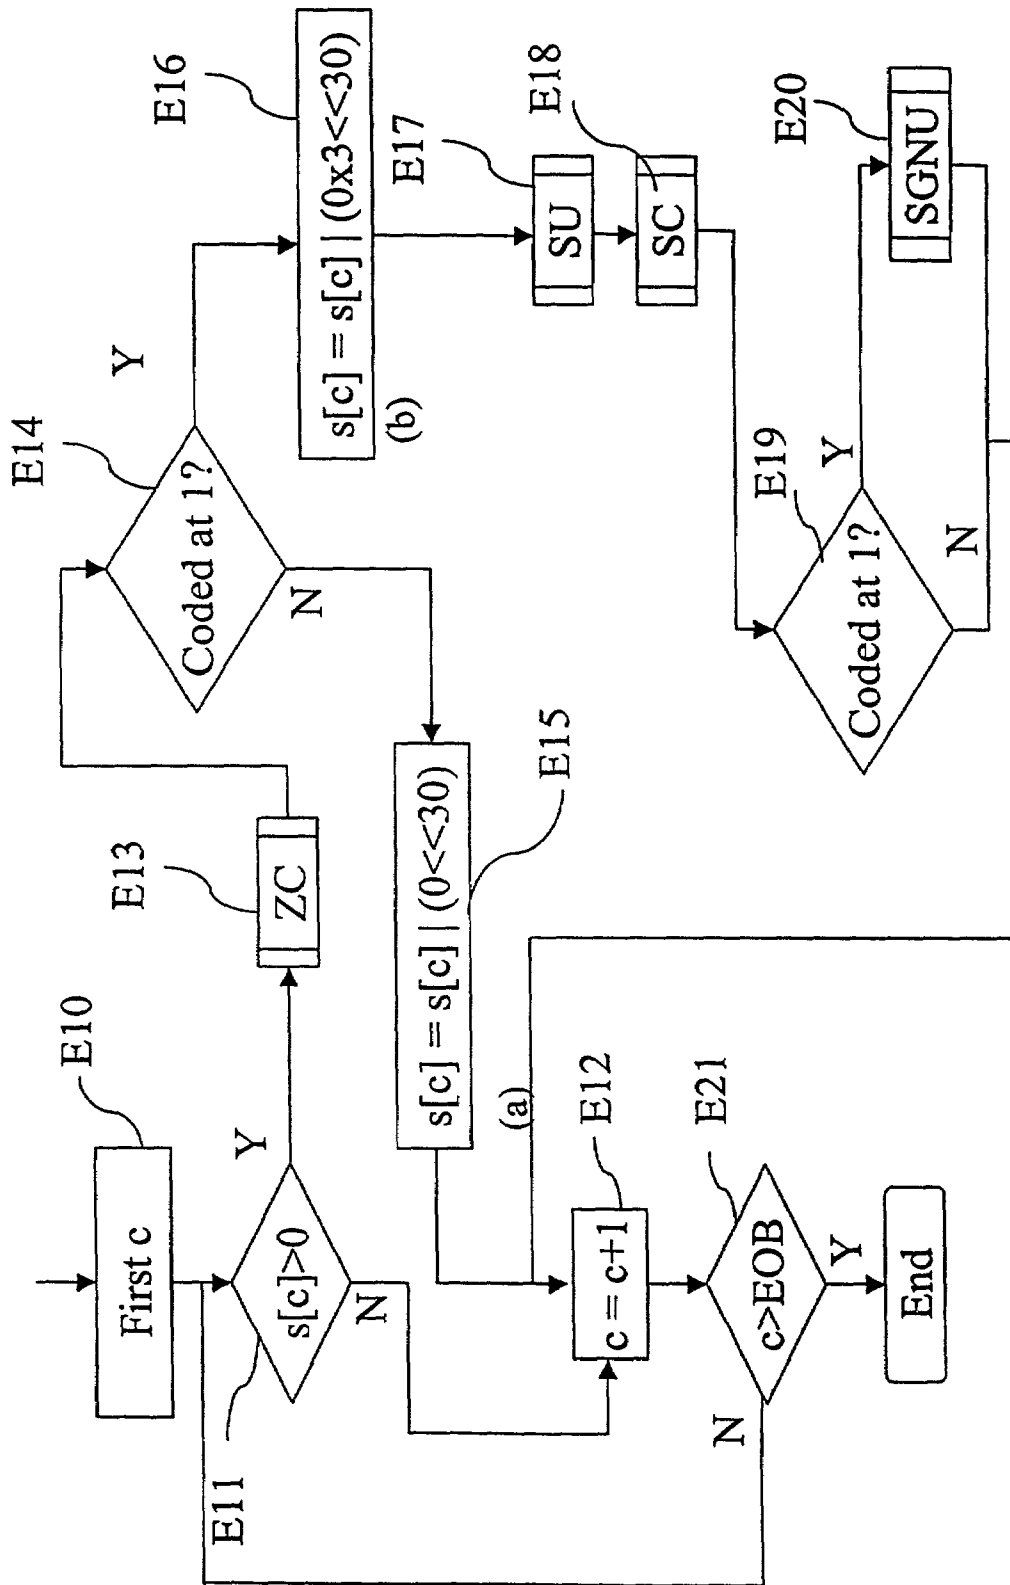 E10
First c
E11
s[c]>0
Y
N
E13
ZC
E14
Coded at 1?
Y
N
E15
s[c] = s[c] | (0<<30)
(a)
E16
s[c] = s[c] | (0x3<<30)
(b)
E17
SU
E18
SC
E19
Coded at 1?
Y
N
E20
SGNU
E12
c = c+1
E21
c>EOB
N
Y
End